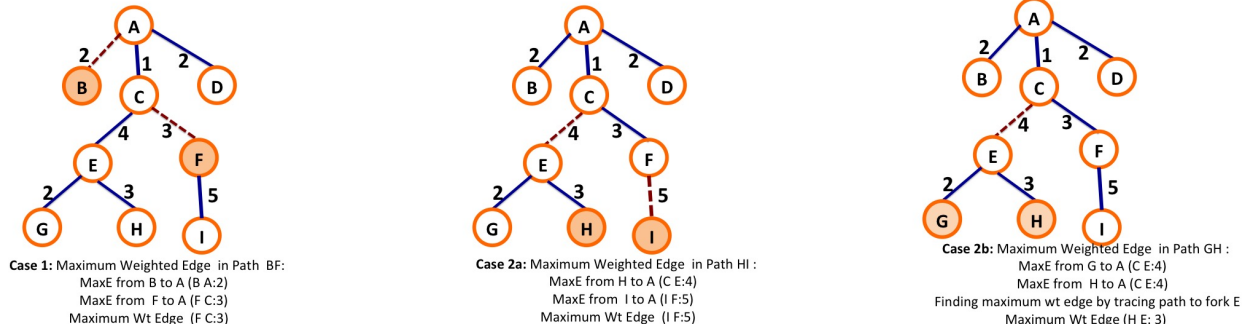 A
2
1
2
B
C
D
4
3
E
F
2
3
5
G
H
I
Case 1: Maximum Weighted Edge in Path BF:
MaxE from B to A (B A:2)
MaxE from F to A (F C:3)
Maximum Wt Edge (F C:3)
A
2
1
2
B
C
D
4
3
E
F
2
3
5
G
H
I
Case 2a: Maximum Weighted Edge in Path HI :
MaxE from H to A (C E:4)
MaxE from I to A (I F:5)
Maximum Wt Edge (I F:5)
A
2
1
2
B
C
D
4
3
E
F
2
3
5
G
H
I
Case 2b: Maximum Weighted Edge in Path GH :
MaxE from G to A (C E:4)
MaxE from H to A (C E:4)
Finding maximum wt edge by tracing path to fork E
Maximum Wt Edge (H E: 3)